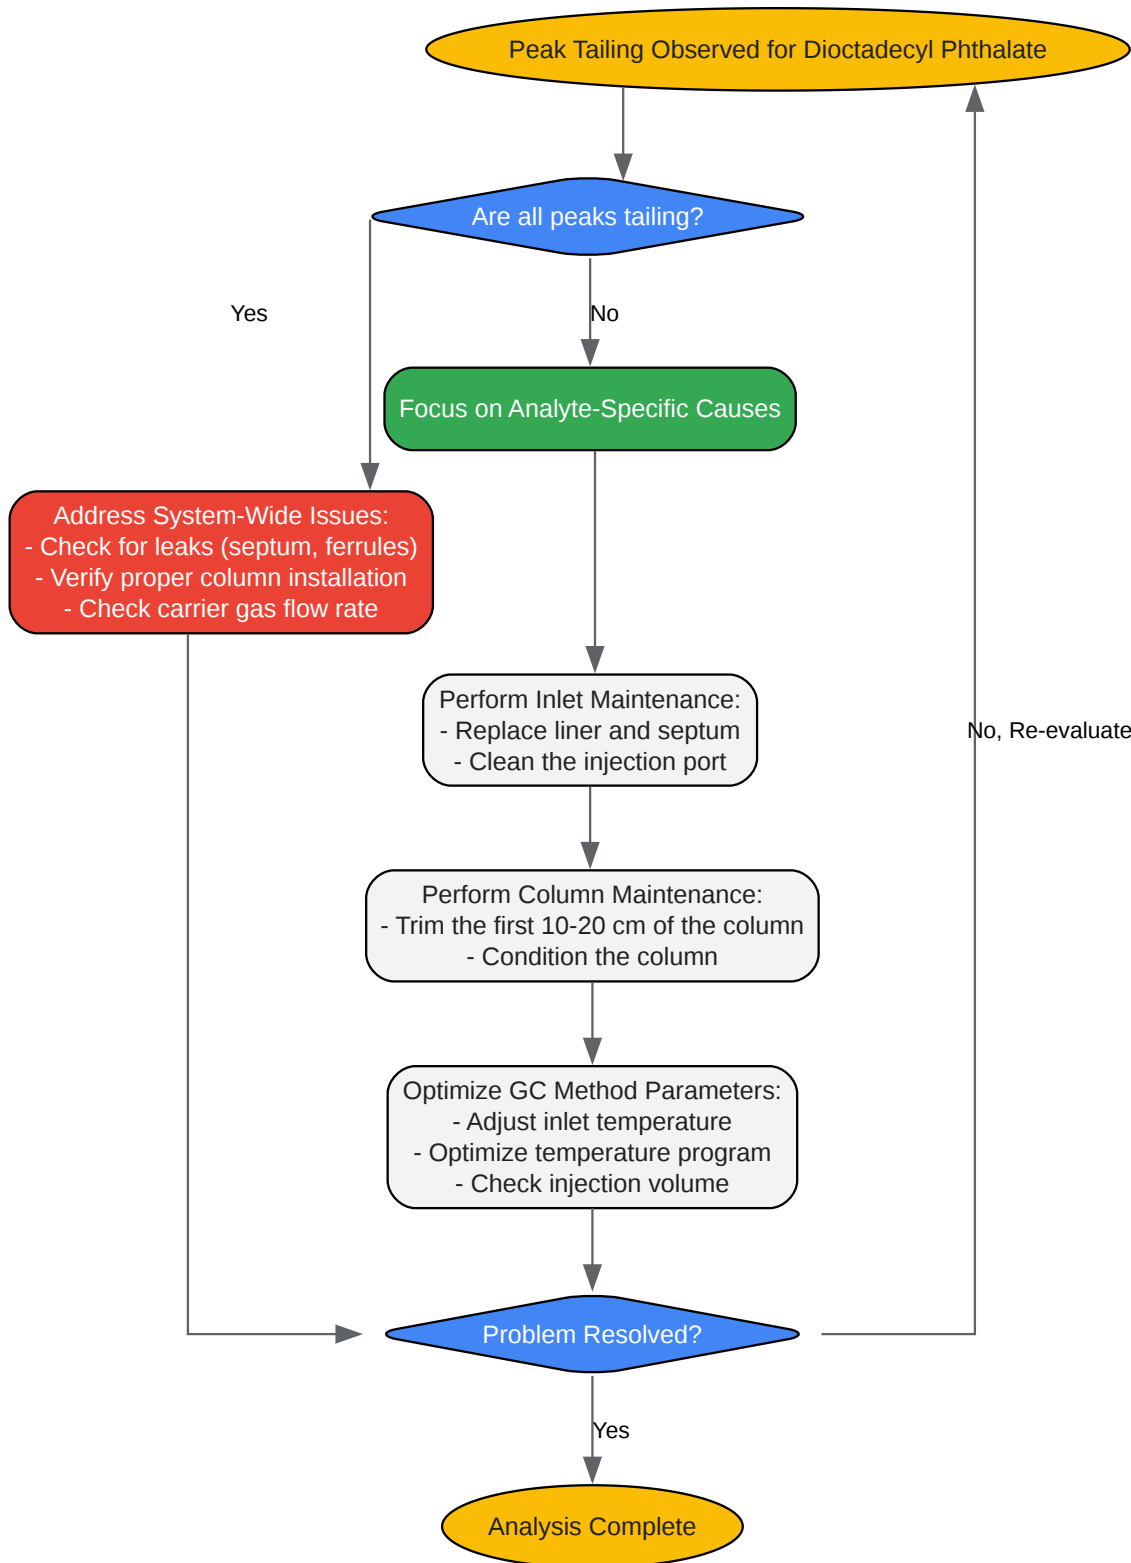 Peak Tailing Observed for Dioctadecyl Phthalate
Are all peaks tailing?
Yes
No
Focus on Analyte-Specific Causes
Address System-Wide Issues:
- Check for leaks (septum, ferrules)
- Verify proper column installation
- Check carrier gas flow rate
Perform Inlet Maintenance:
- Replace liner and septum
- Clean the injection port
No, Re-evaluate
Perform Column Maintenance:
- Trim the first 10-20 cm of the column
- Condition the column
Optimize GC Method Parameters:
- Adjust inlet temperature
- Optimize temperature program
- Check injection volume
Problem Resolved?
Yes
Analysis Complete